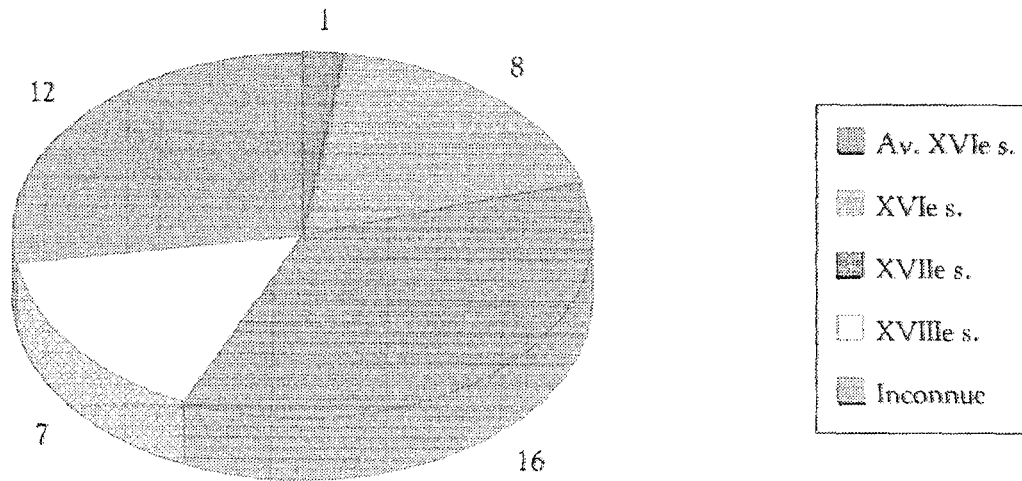 1
8
12
7
16
Av. XVIe s.
XVIe s.
XVIIe s.
XVIIIe s.
Inconnue